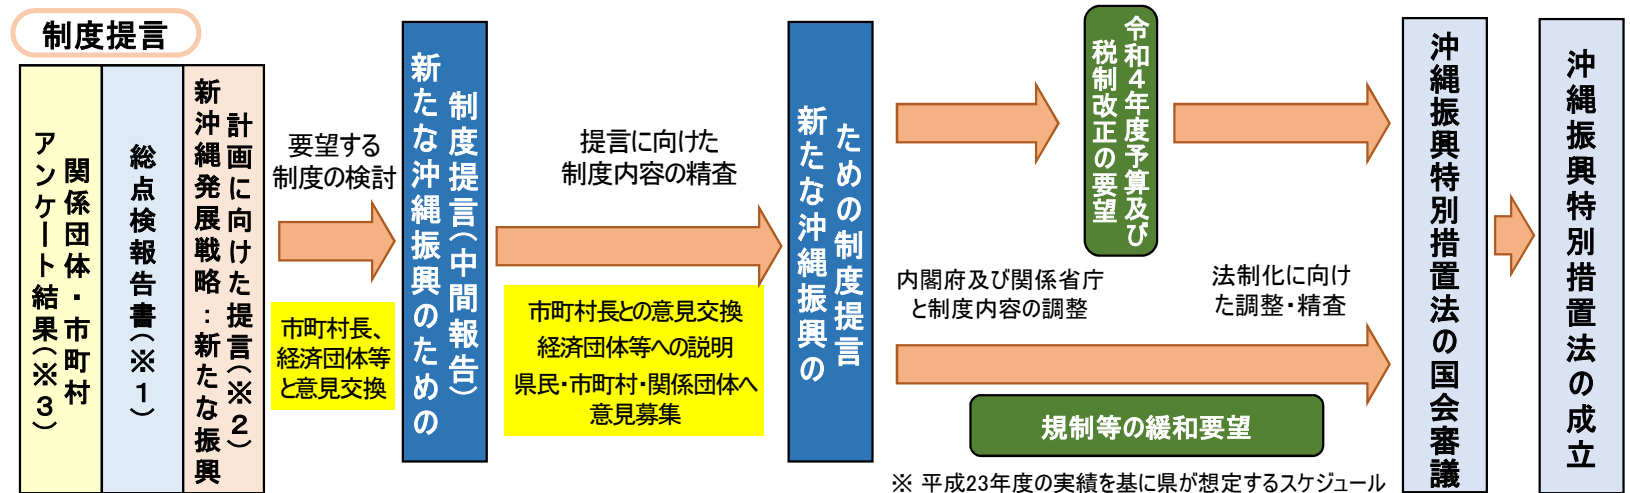 制度提言
関係団体・市町村
アンケート結果(※3)
総点検報告書(※1)
新沖縄発展戦略:新たな振興
計画に向けた提言(※2)
要望する
制度の検討
市町村長、
経済団体等
と意見交換
新たな沖縄振興のための
制度提言(中間報告)
提言に向けた
制度内容の精査
市町村長との意見交換
経済団体等への説明
県民・市町村・関係団体へ
意見募集
新たな沖縄振興の
ための制度提言
令和4年度予算及び
税制改正の要望
内閣府及び関係省庁
と制度内容の調整
法制化に向け
た調整・精査
規制等の緩和要望
※ 平成23年度の実績を基に県が想定するスケジュール
沖縄振興特別措置法の国会審議
沖縄振興特別措置法の成立